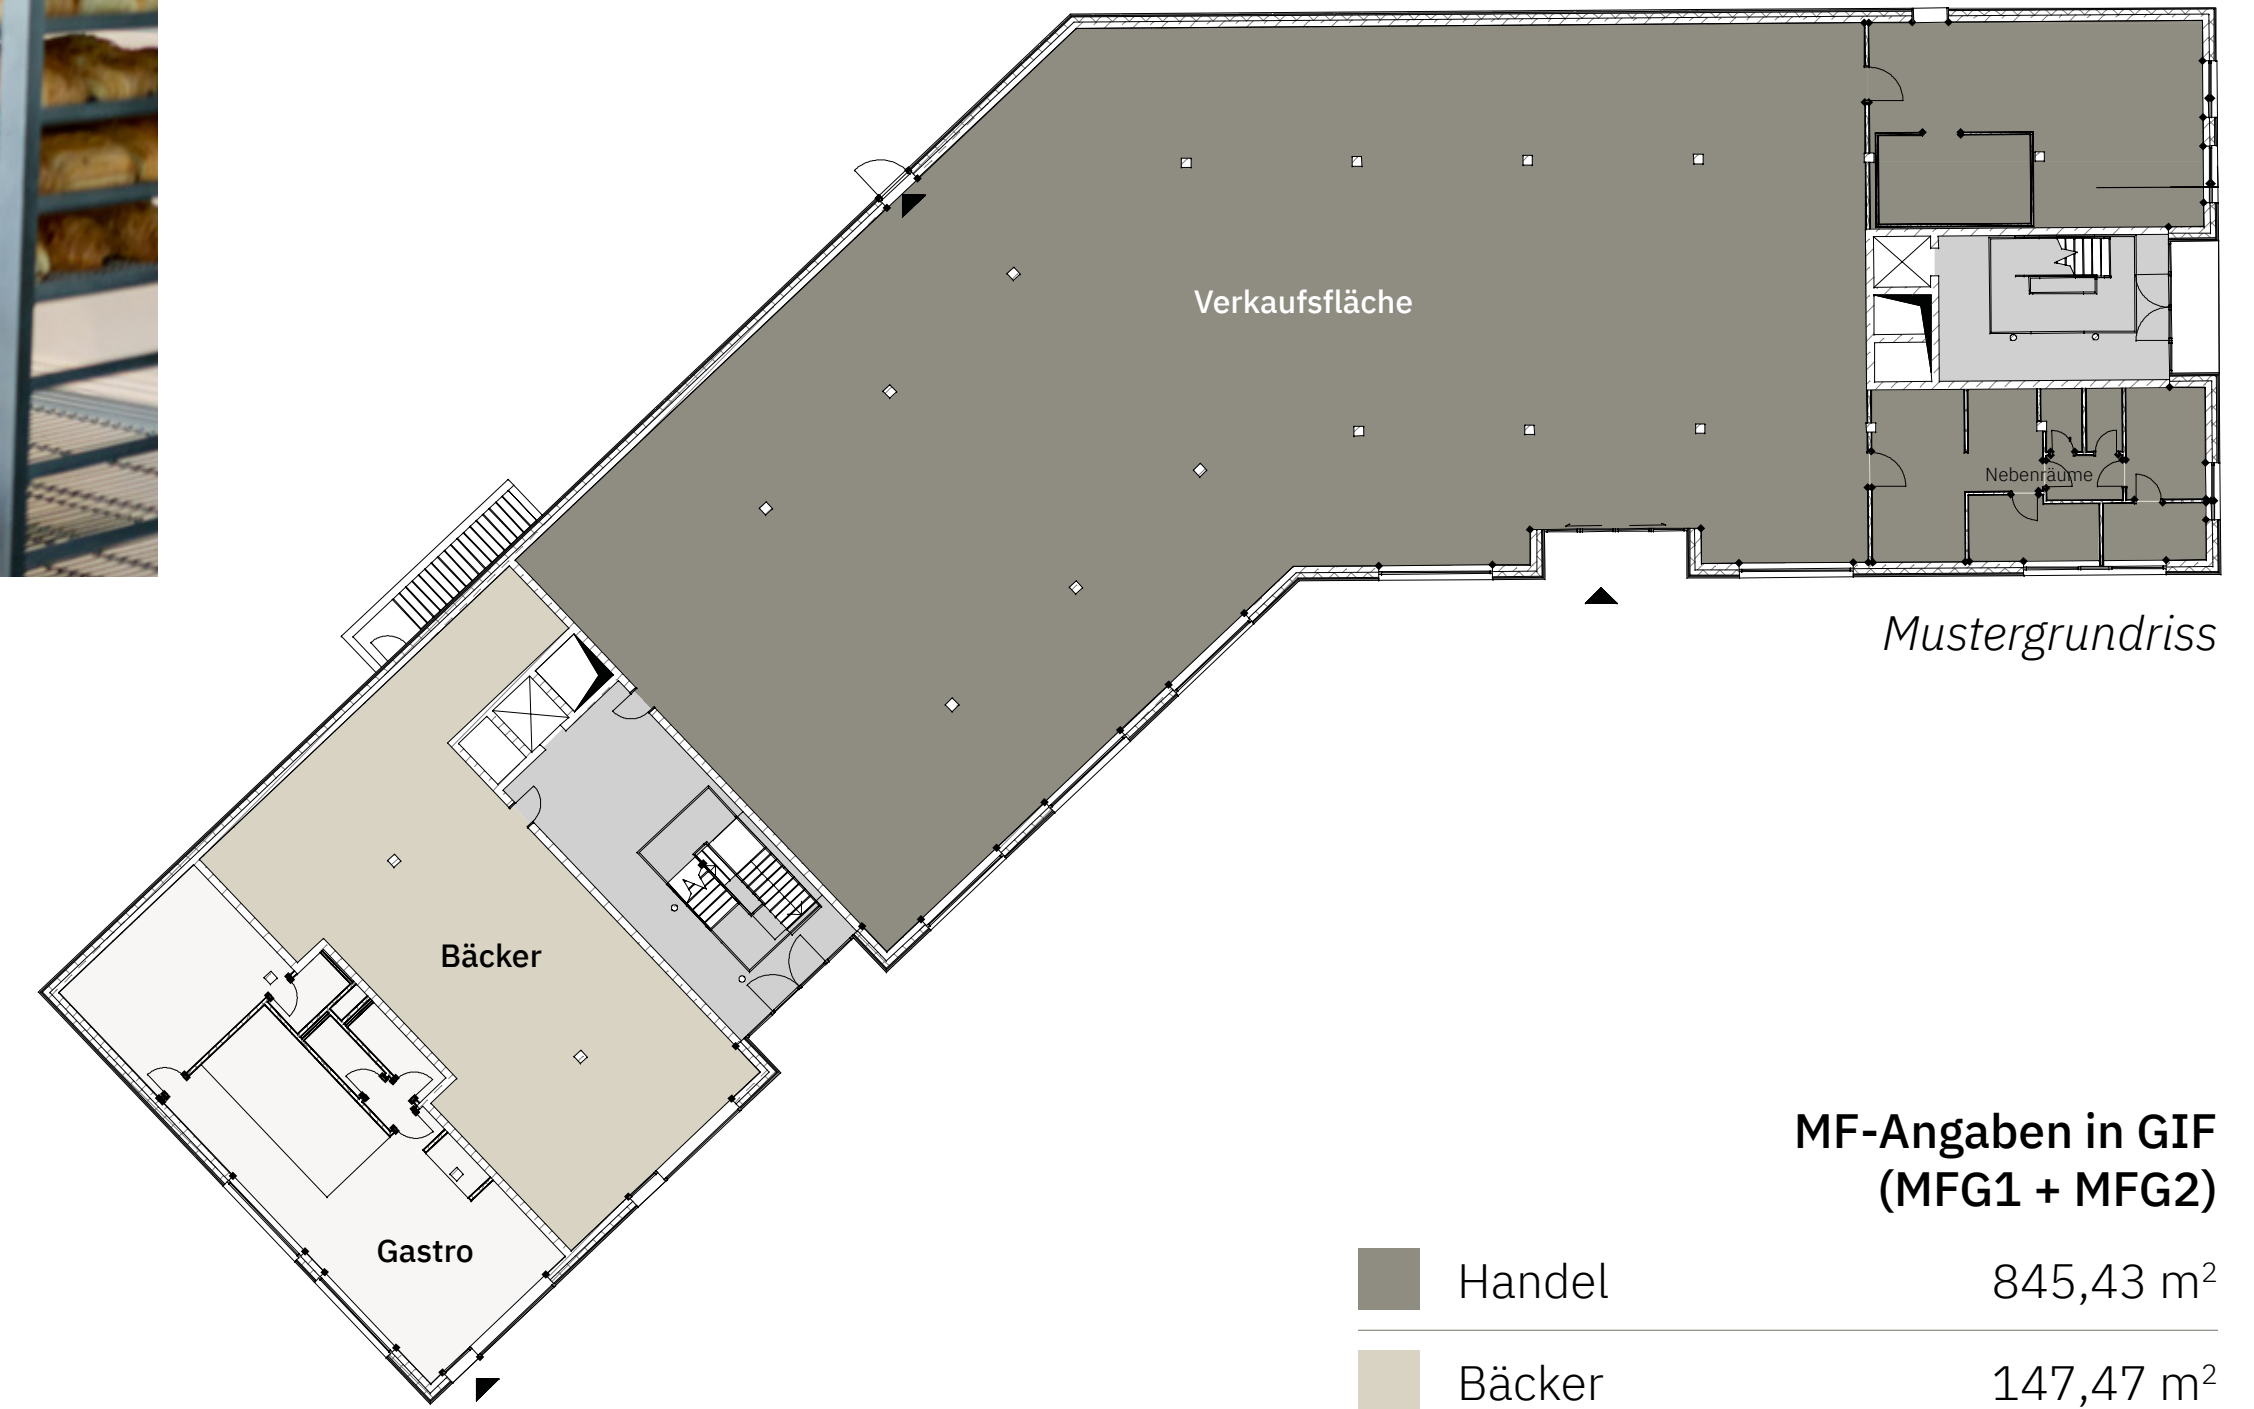 Verkaufsfläche
Nebenräume
Mustergrundriss
Bäcker
Gastro
MF-Angaben in GIF
(MFG1 + MFG2)
Handel 845,43 m²
Bäcker 147,47 m²